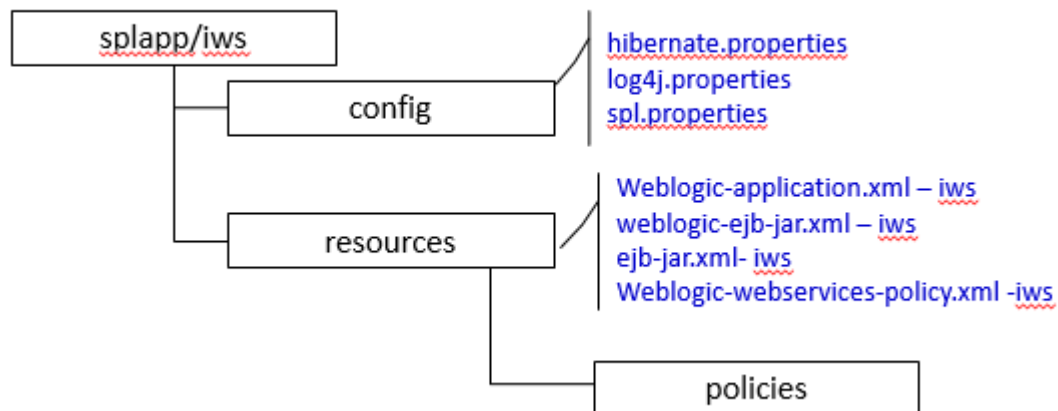 splapp/iws
hibernate.properties
log4j.properties
config
spl.properties
Weblogic-application.xml – iws
weblogic-ejb-jar.xml – iws
resources
ejb-jar.xml- iws
Weblogic-webservices-policy.xml -iws
policies